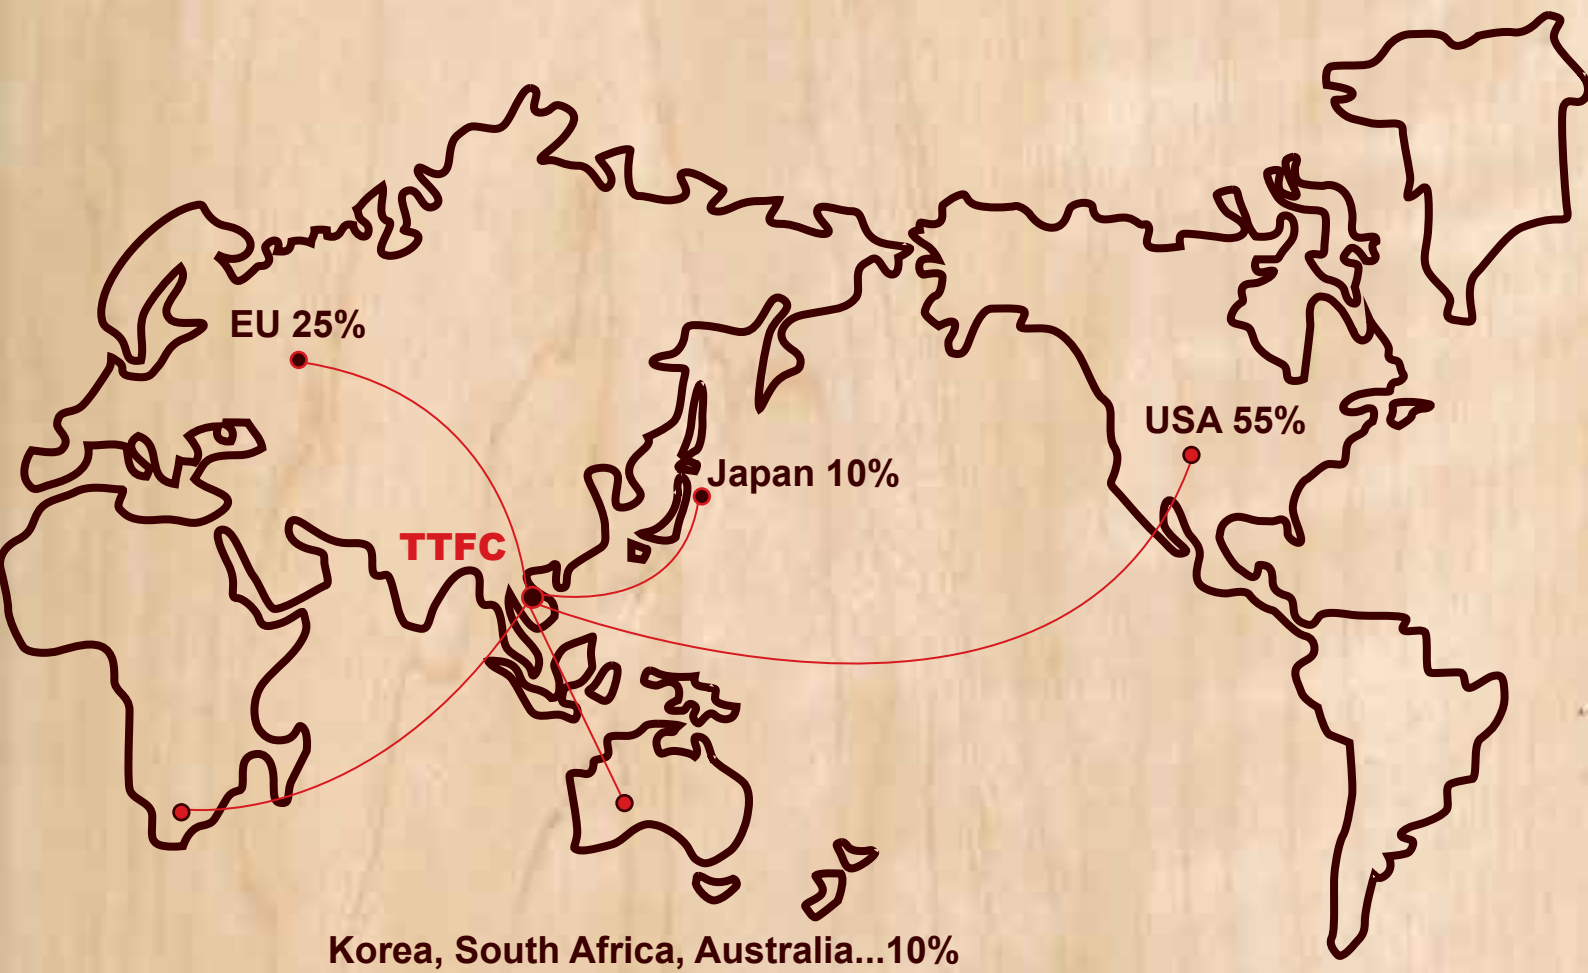 EU 25%
USA 55%
Japan 10%
TTFC
Korea, South Africa, Australia...10%